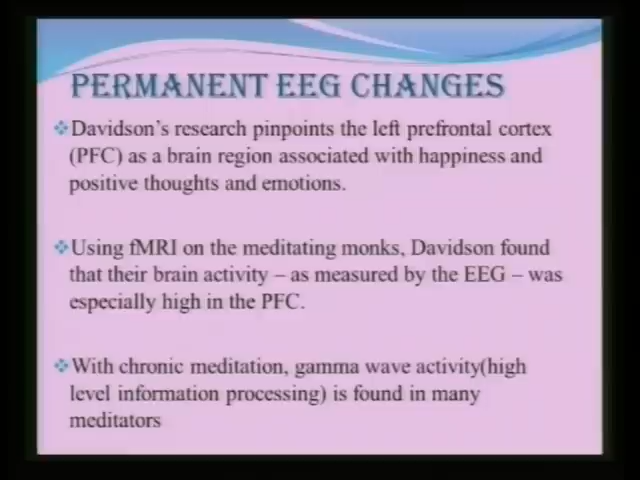 PERMANENT EEG CHANGES
❖Davidson's research pinpoints the left prefrontal cortex
(PFC) as a brain region associated with happiness and
positive thoughts and emotions.
❖Using fMRI on the meditating monks, Davidson found
that their brain activity – as measured by the EEG – was
especially high in the PFC.
❖With chronic meditation, gamma wave activity(high
level information processing) is found in many
meditators